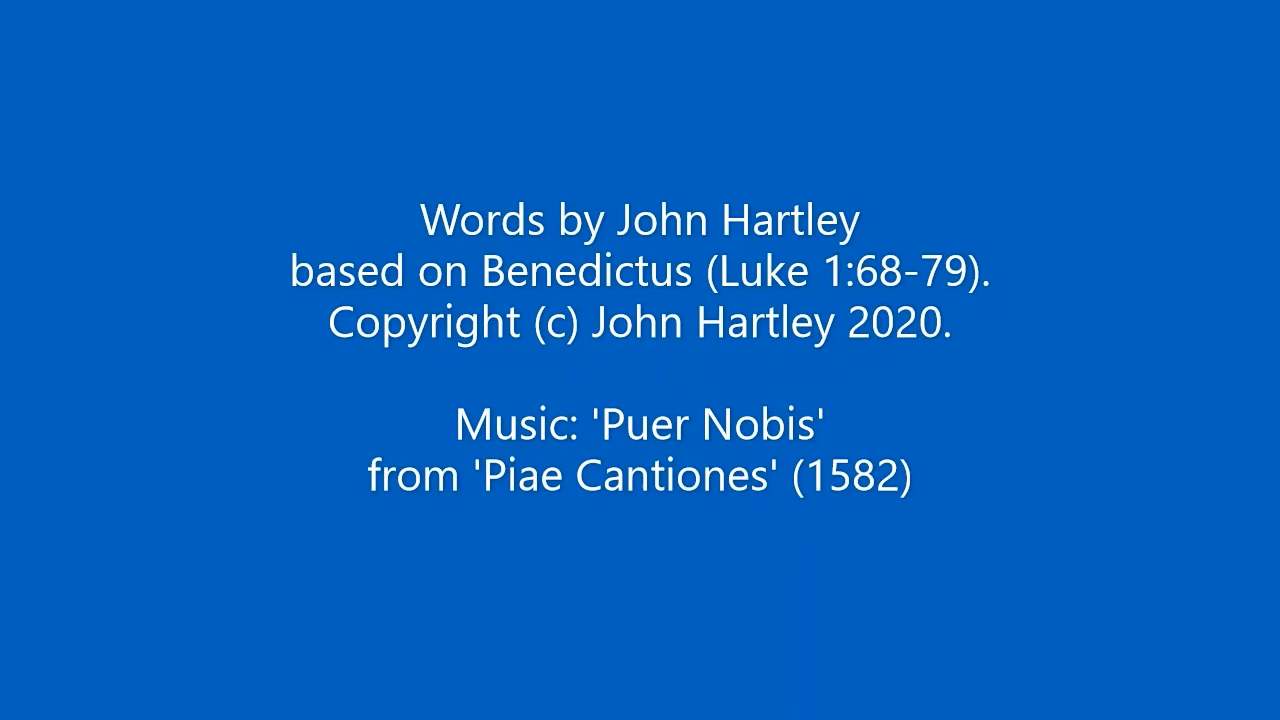 Words by John Hartley
based on Benedictus (Luke 1:68-79).
Copyright (c) John Hartley 2020.
Music: 'Puer Nobis'
from 'Piae Cantiones' (1582)